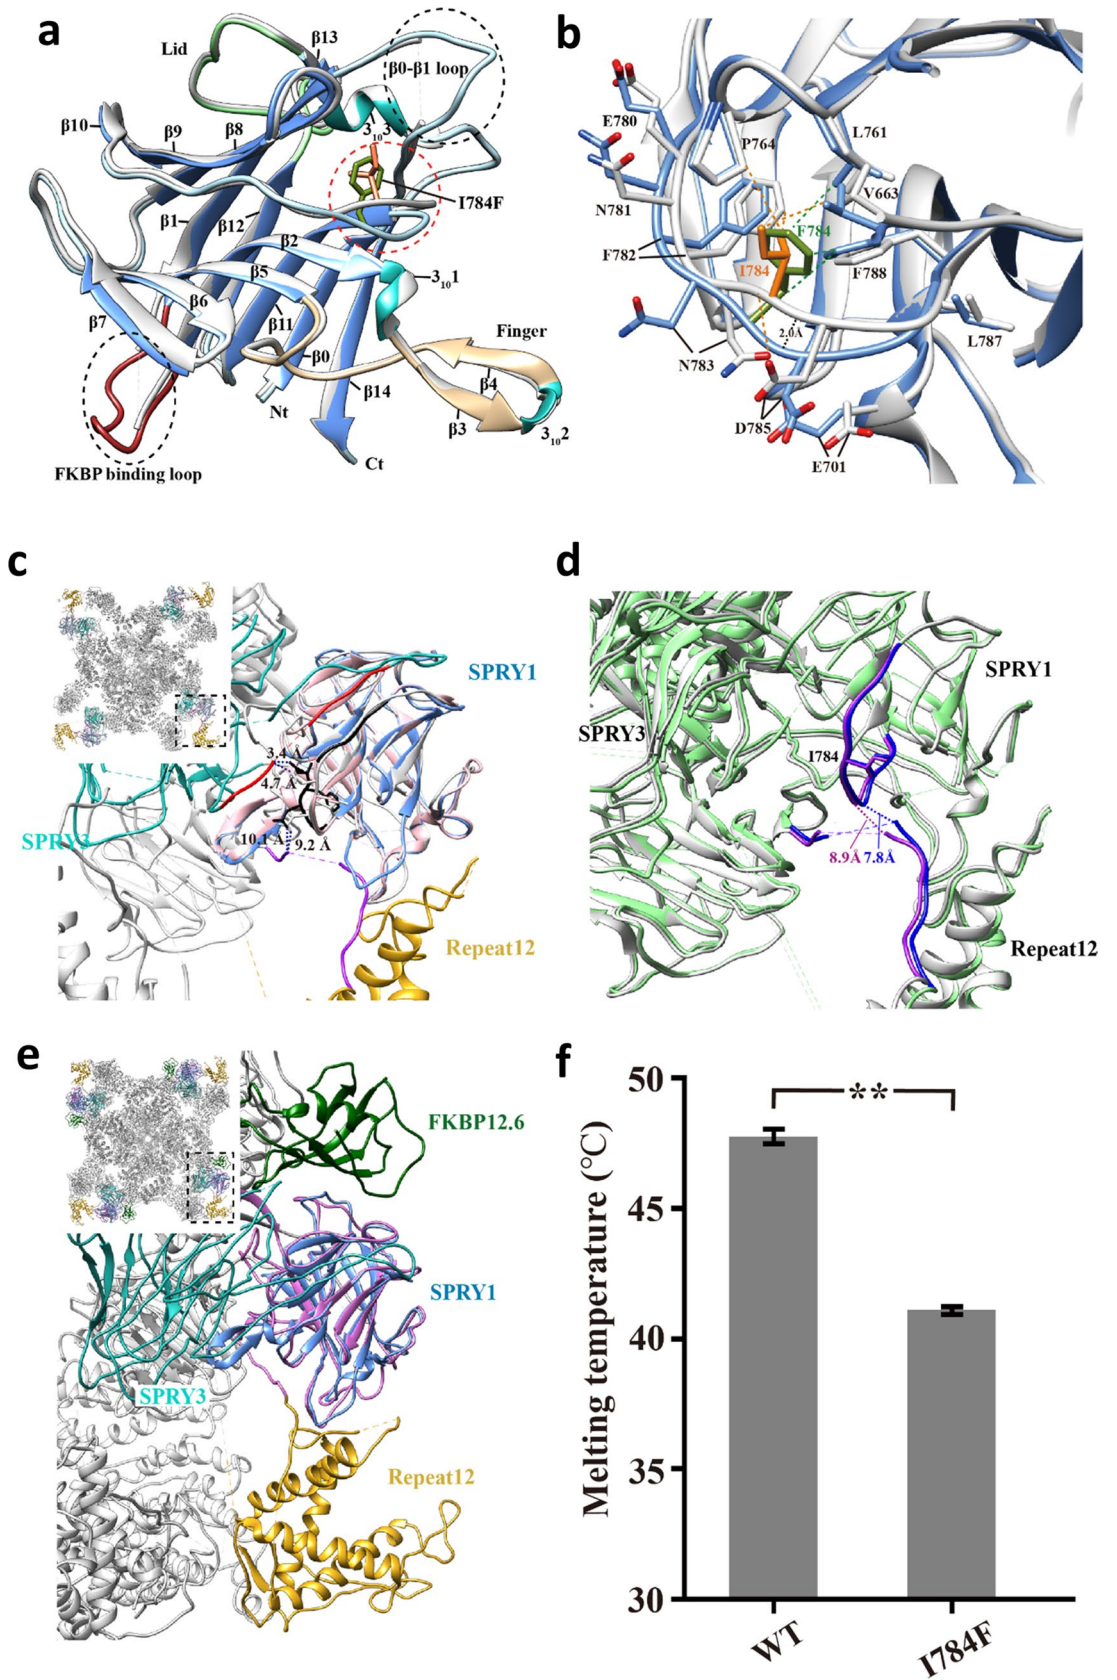 a
Lid
β13
β0-β1 loop
β10
β9
β8
3₁₀3
I784F
β1
β12
β2
β5
3₁₀1
β6
β7
β11
Finger
β0
β4
Nt
β14
β3
3₁₀2
Ct
FKBP binding loop
b
E780
P764
L761
V663
N781
F784
F782
I784
F788
2.0Å
L787
N783
D785
E701
c
SPRY1
3.4 Å
4.7 Å
SPRY3
10.1 Å
9.2 Å
Repeat12
d
SPRY1
SPRY3
I784
8.9Å
7.8Å
Repeat12
e
FKBP12.6
SPRY1
SPRY3
Repeat12
f
Melting temperature (°C)
50
45
40
35
30
**
WT
I784F